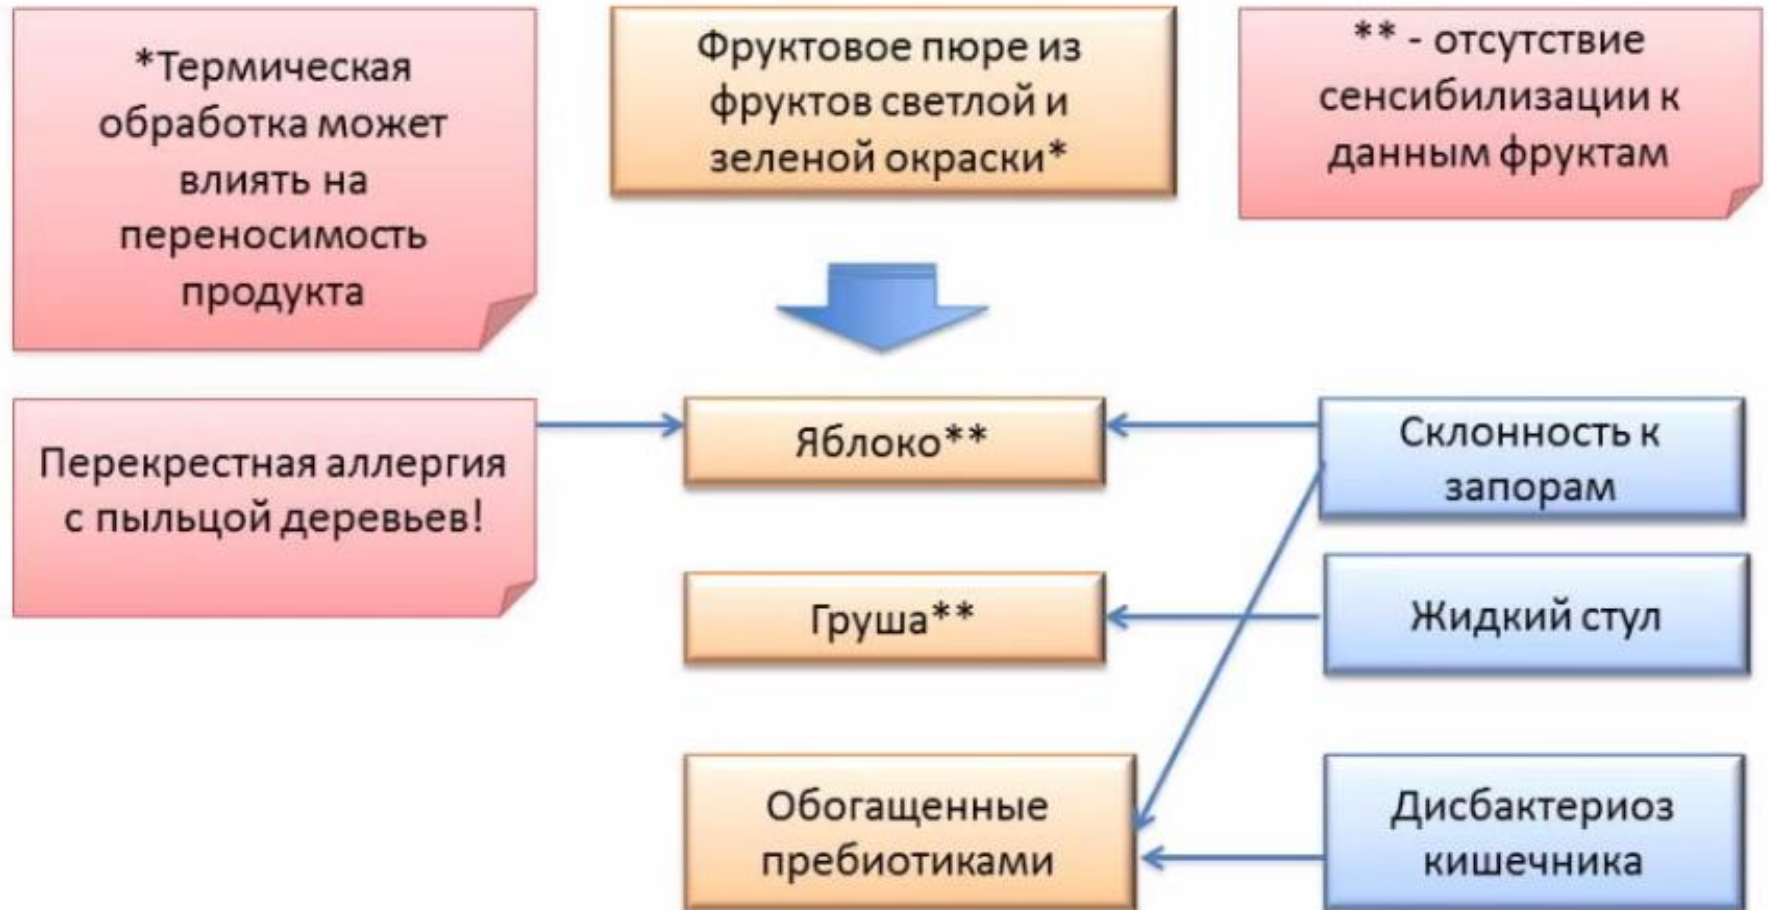 *Термическая
обработка может
влиять на
переносимость
продукта
Фруктовое пюре из
фруктов светлой и
зеленой окраски*
** - отсутствие
сенсибилизации к
данным фруктам
Перекрестная аллергия
с пыльцой деревьев!
Яблоко**
Склонность к
запорам
Груша**
Жидкий стул
Обогащенные
пребиотиками
Дисбактериоз
кишечника